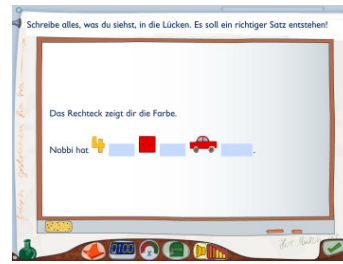 Schreibe alles, was du siehst, in die Lücken. Es soll ein richtiger Satz entstehen!
Das Rechteck zeigt dir die Farbe.
Nobbi hat 4 .